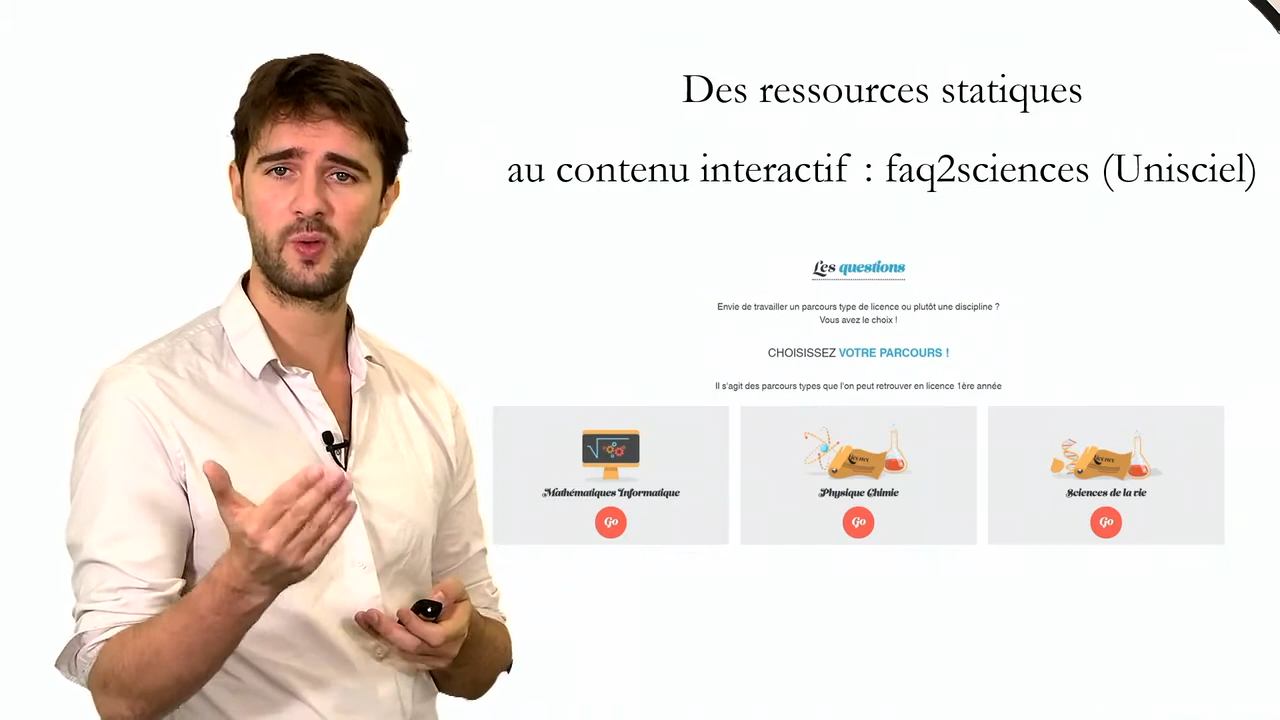 Des ressources statiques
au contenu interactif : faq2sciences (Unisciel)
Les questions
Envie de travailler un parcours type de licence ou plutôt une discipline ?
Vous avez le choix !
CHOISISSEZ VOTRE PARCOURS !
Il s'agit des parcours types que l'on peut retrouver en licence 1ère année
Mathématiques Informatique
Physique Chimie
Sciences de la vie
Go
Go
Go